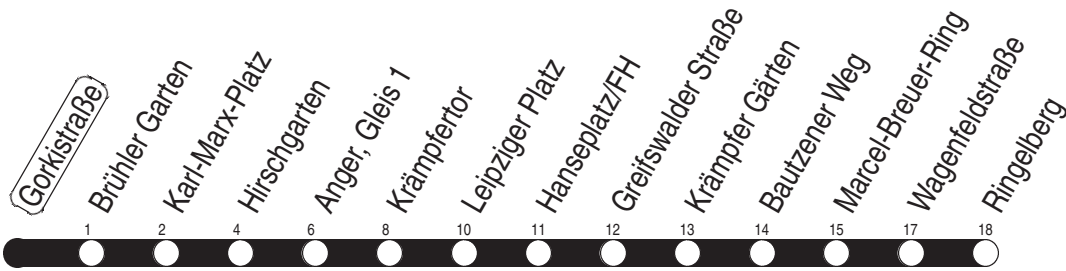 Gorkistraße
Brühler Garten
Karl-Marx-Platz
Hirschgarten
Anger, Gleis 1
Krämpfertor
Leipziger Platz
Hanseplatz/FH
Greifswalder Straße
Krämpfer Gärten
Bautzener Weg
Marcel-Breuer-Ring
Wagenfeldstraße
Ringelberg
1 2 4 6 8 10 11 12 13 14 15 17 18